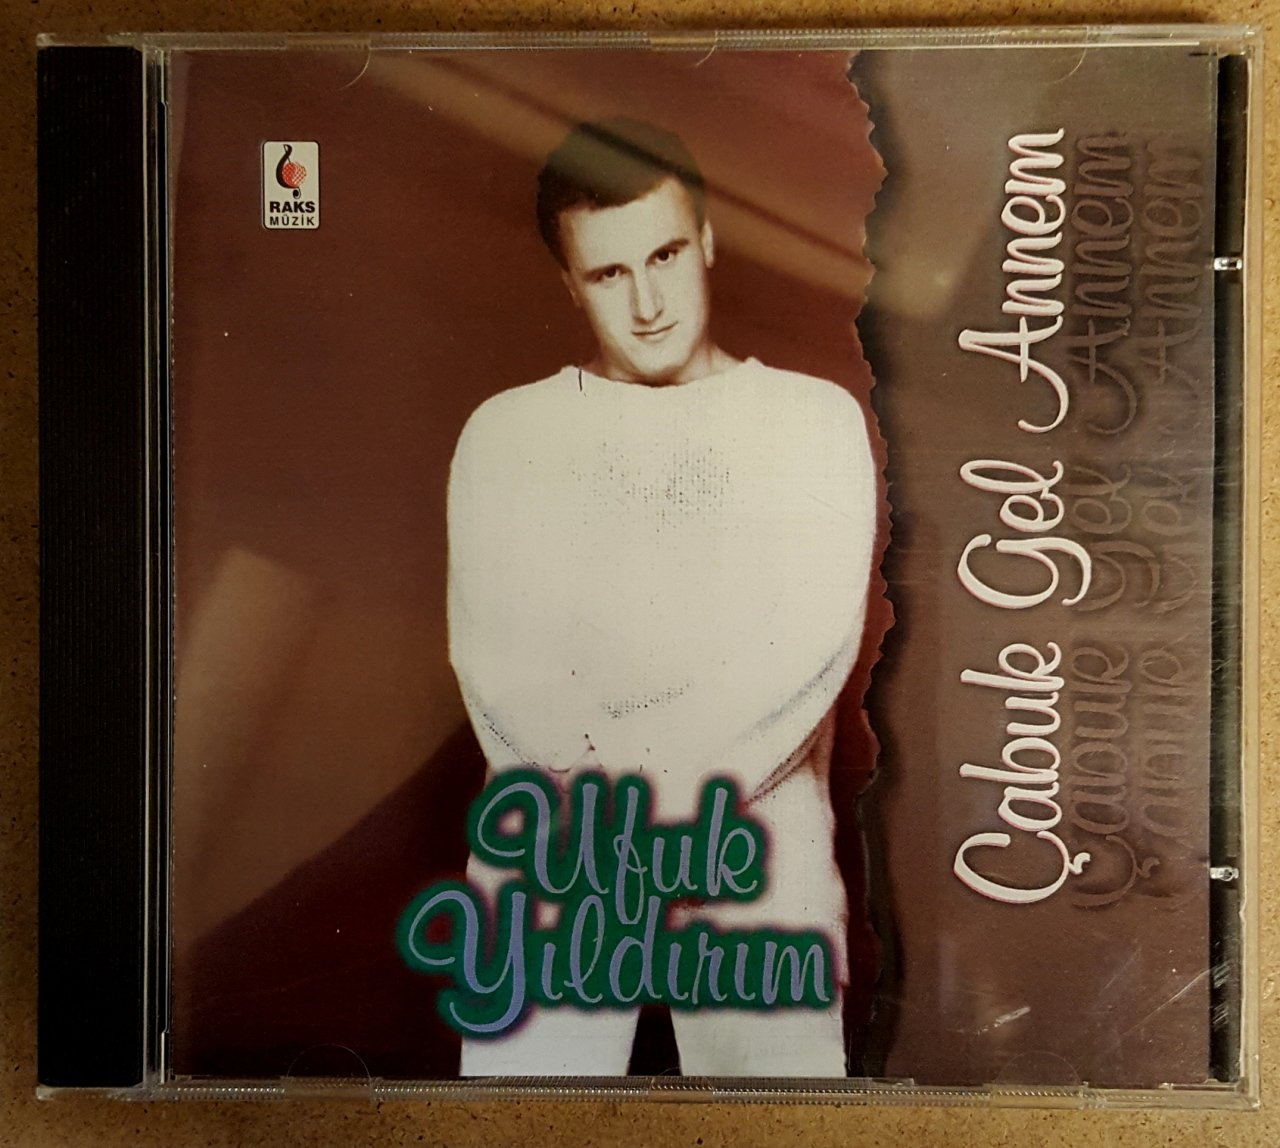 RAKS
MÜZİK
Çabuk Gel Annem
Ufuk
Yıldırım